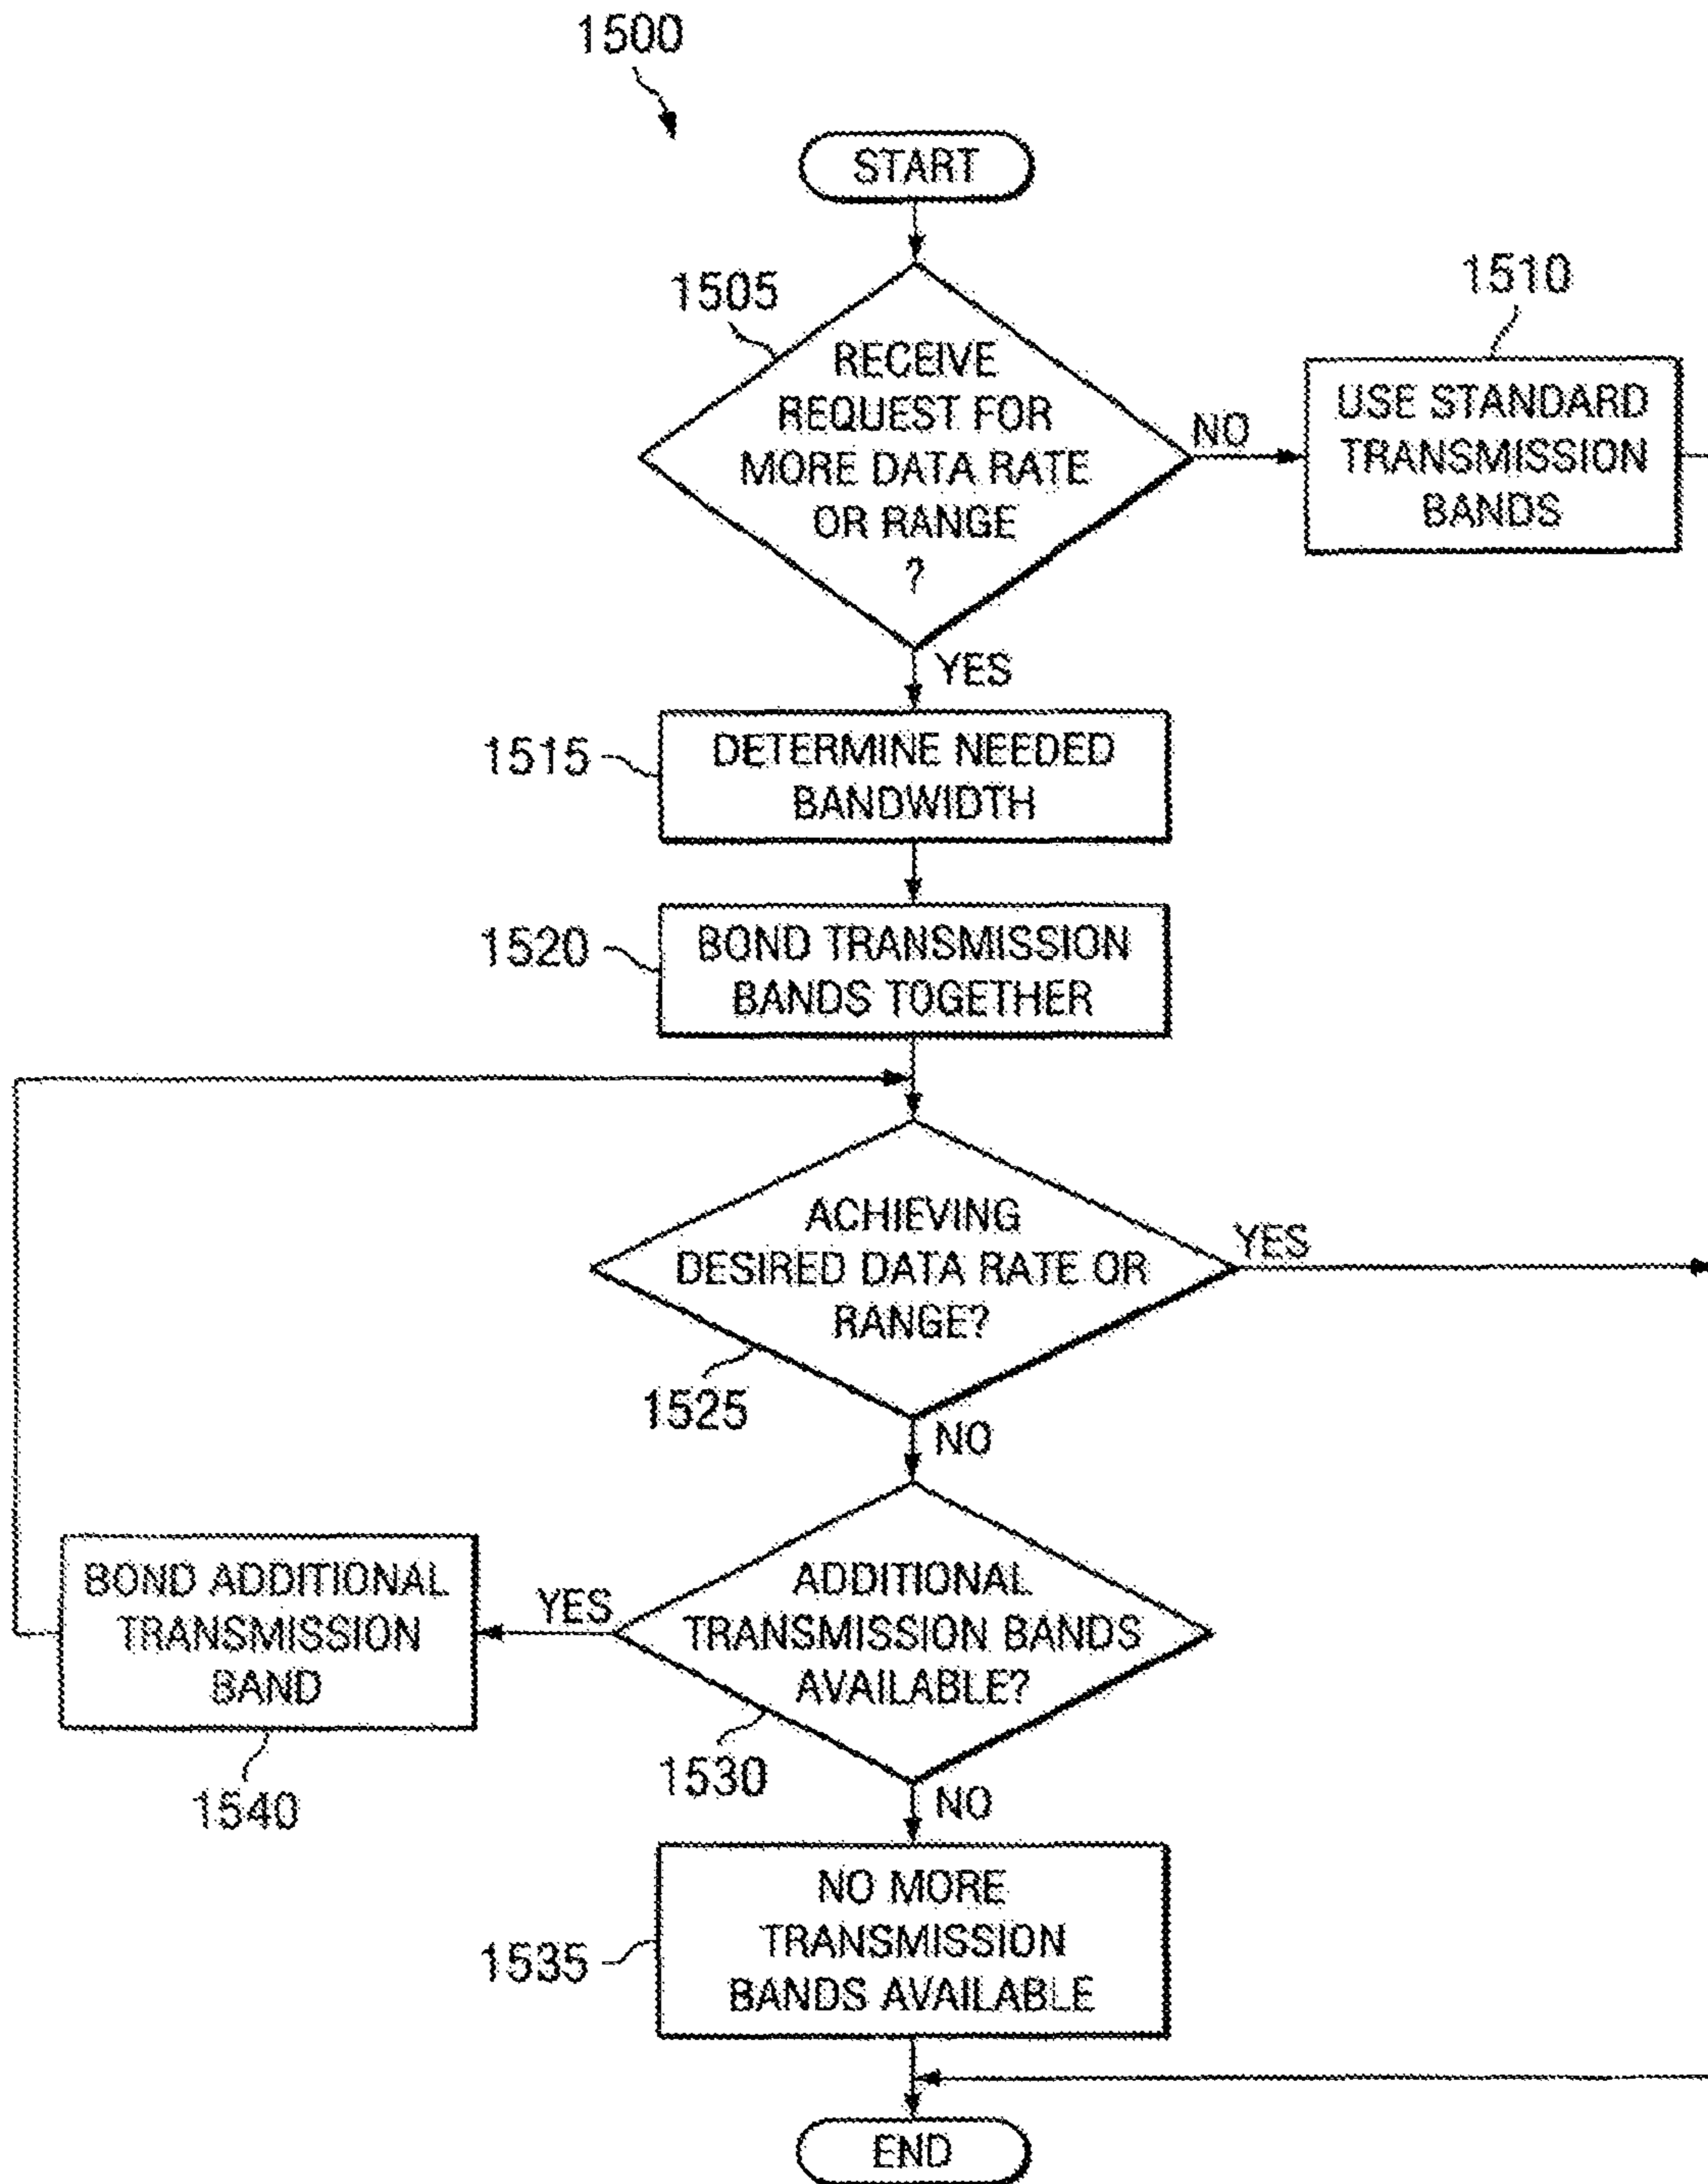 1500
START
1505
RECEIVE
REQUEST FOR
MORE DATA RATE
OR RANGE
?
NO
1510
USE STANDARD
TRANSMISSION
BANDS
YES
1515
DETERMINE NEEDED
BANDWIDTH
1520
BOND TRANSMISSION
BANDS TOGETHER
ACHIEVING
DESIRED DATA RATE OR
RANGE?
YES
1525
NO
ADDITIONAL
TRANSMISSION BANDS
AVAILABLE?
YES
BOND ADDITIONAL
TRANSMISSION
BAND
1540
1530
NO
NO MORE
TRANSMISSION
BANDS AVAILABLE
1535
END